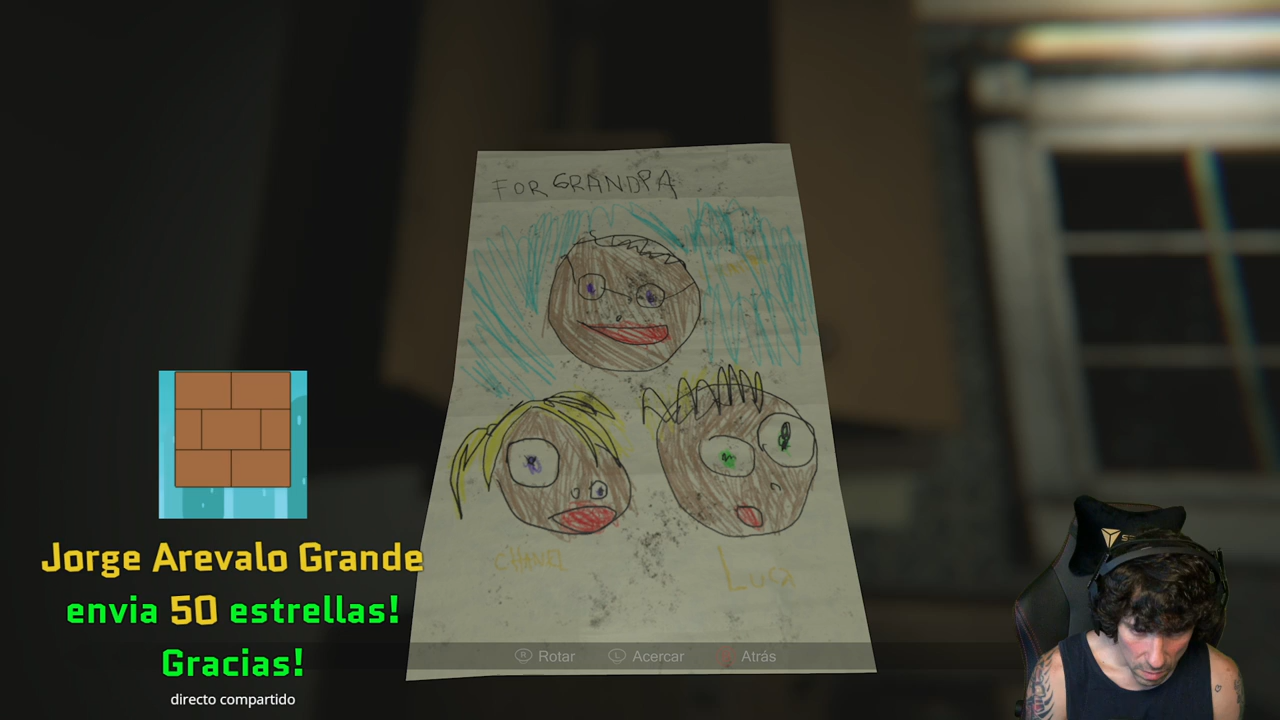 FOR GRANDPA
CHANEL
Luca
Jorge Arevalo Grande
envia 50 estrellas!
Gracias!
directo compartido
R Rotar
L Acercar
Atrás